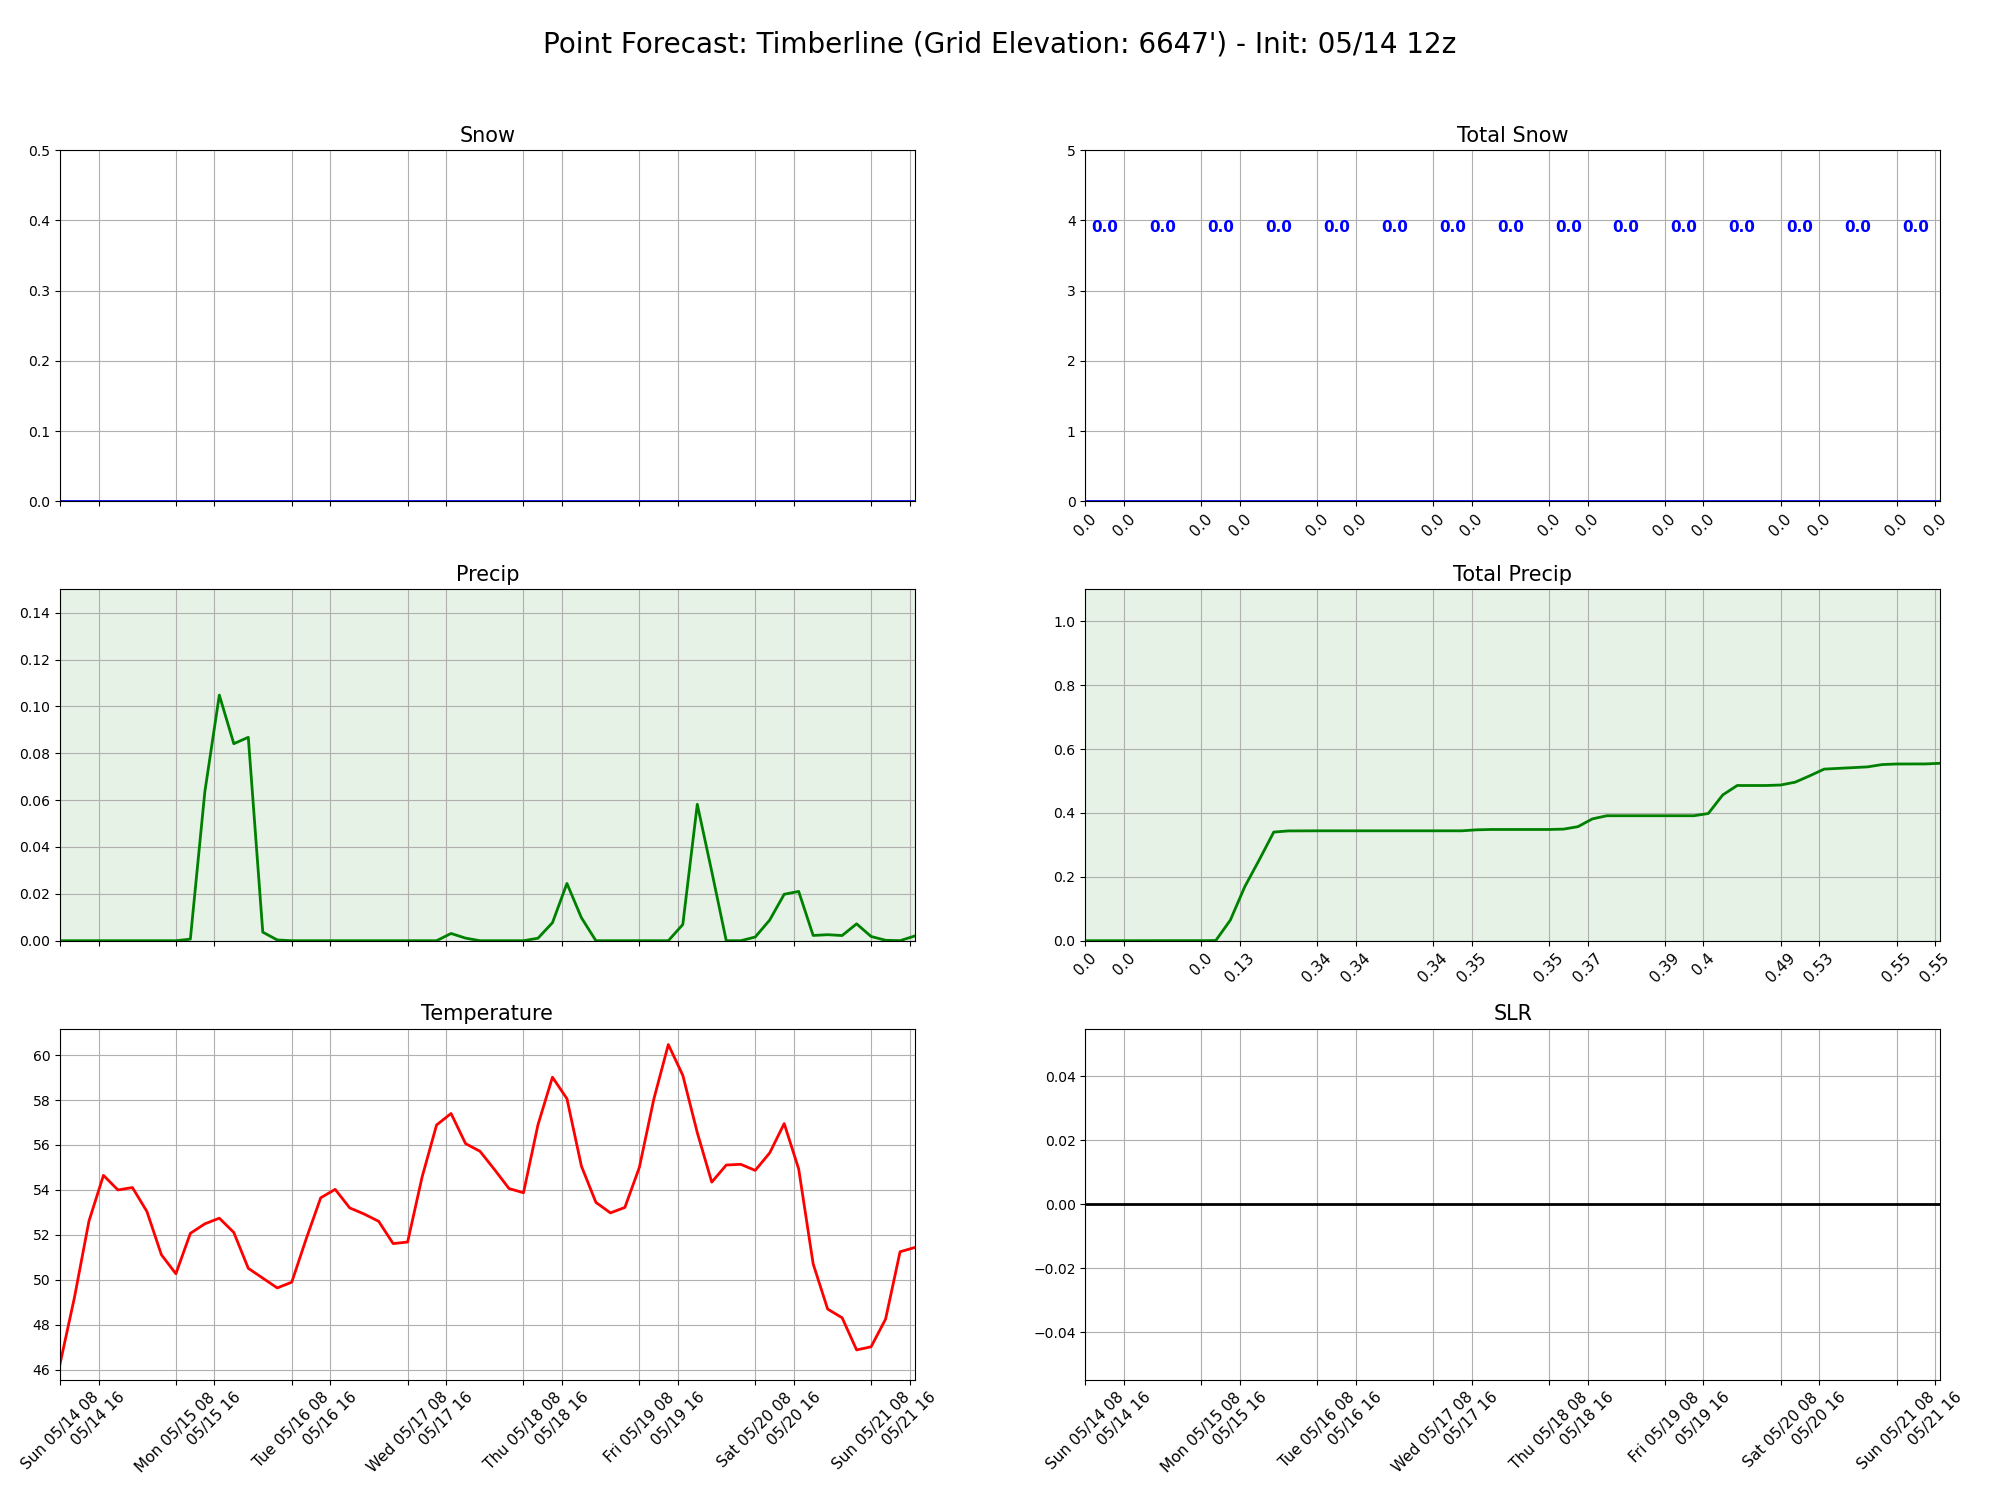 Point Forecast: Timberline (Grid Elevation: 6647') - Init: 05/14 12z
Snow
0.5
0.4
0.3
0.2
0.1
0.0
Total Snow
5
4
3
2
1
0
0.0 0.0 0.0 0.0 0.0 0.0 0.0 0.0 0.0 0.0 0.0 0.0 0.0 0.0 0.0
0.0 0.0 0.0 0.0 0.0 0.0 0.0 0.0 0.0 0.0 0.0 0.0 0.0 0.0 0.0 0.0
Precip
0.14
0.12
0.10
0.08
0.06
0.04
0.02
0.00
Total Precip
1.0
0.8
0.6
0.4
0.2
0.0
0.0 0.0 0.0 0.13 0.34 0.34 0.34 0.35 0.35 0.37 0.39 0.4 0.49 0.53 0.55 0.55
Temperature
60
58
56
54
52
50
48
46
Sun 05/14 08
05/14 16
Mon 05/15 08
05/15 16
Tue 05/16 08
05/16 16
Wed 05/17 08
05/17 16
Thu 05/18 08
05/18 16
Fri 05/19 08
05/19 16
Sat 05/20 08
05/20 16
Sun 05/21 08
05/21 16
SLR
0.04
0.02
0.00
−0.02
−0.04
Sun 05/14 08
05/14 16
Mon 05/15 08
05/15 16
Tue 05/16 08
05/16 16
Wed 05/17 08
05/17 16
Thu 05/18 08
05/18 16
Fri 05/19 08
05/19 16
Sat 05/20 08
05/20 16
Sun 05/21 08
05/21 16